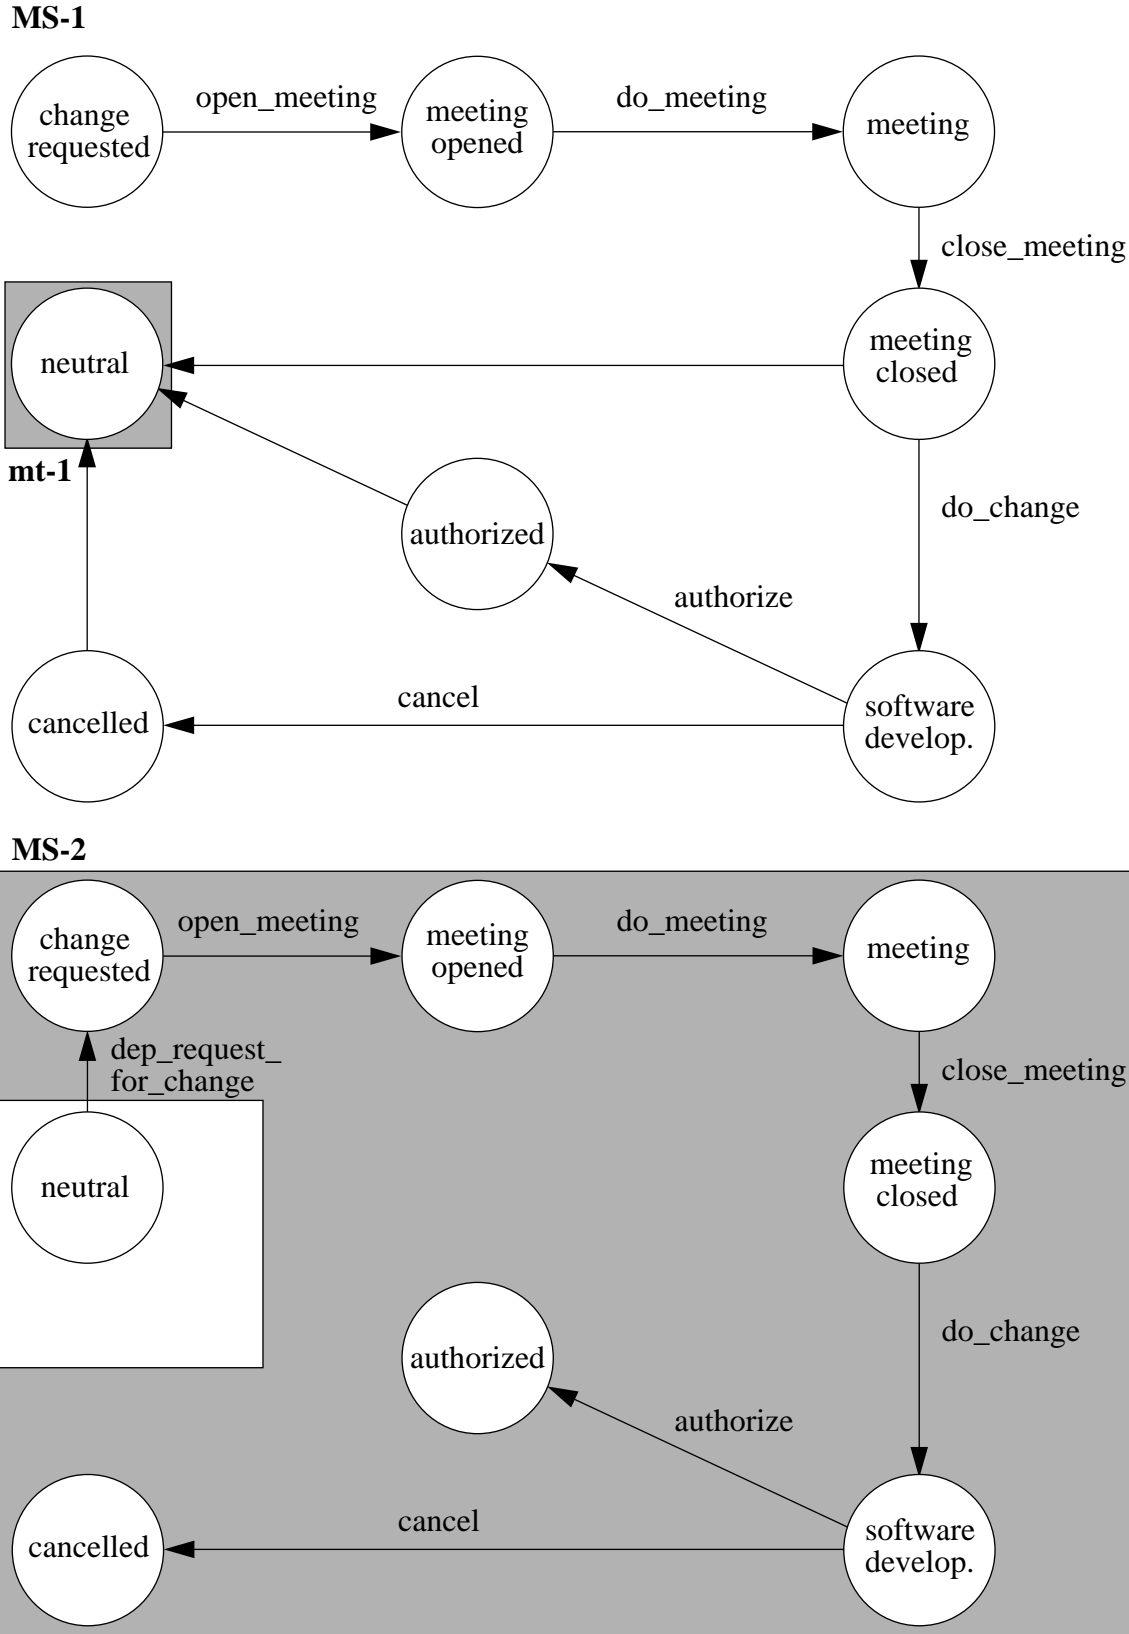 MS-1
change
requested
open_meeting
meeting
opened
do_meeting
meeting
close_meeting
neutral
meeting
closed
mt-1
authorized
do_change
authorize
cancelled
cancel
software
develop.
MS-2
change
requested
open_meeting
meeting
opened
do_meeting
meeting
dep_request_
for_change
close_meeting
neutral
meeting
closed
authorized
do_change
authorize
cancelled
cancel
software
develop.